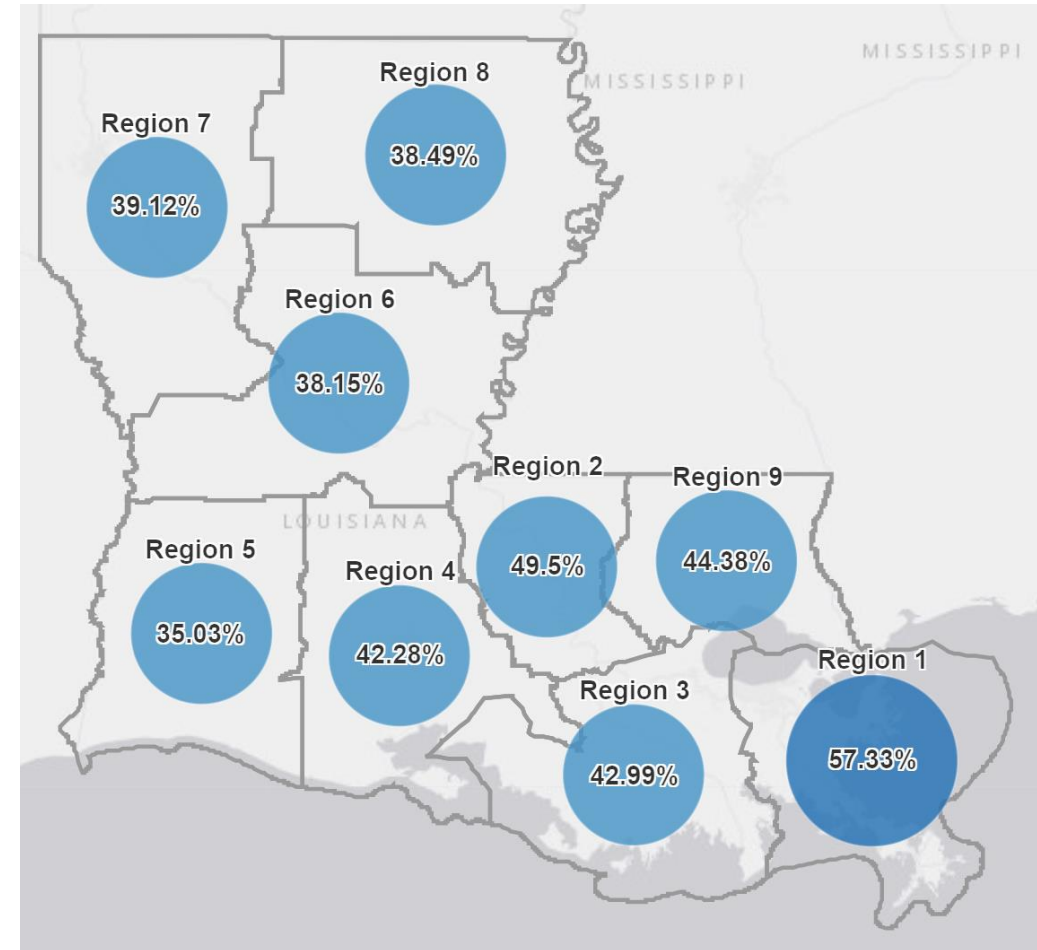 MISSISSIPPI
Region 8
MISSISSIPPI
38.49%
Region 7
39.12%
Region 6
38.15%
Region 2
Region 9
49.5%
44.38%
LOUISIANA
Region 5
35.03%
Region 4
42.28%
Region 1
57.33%
Region 3
42.99%